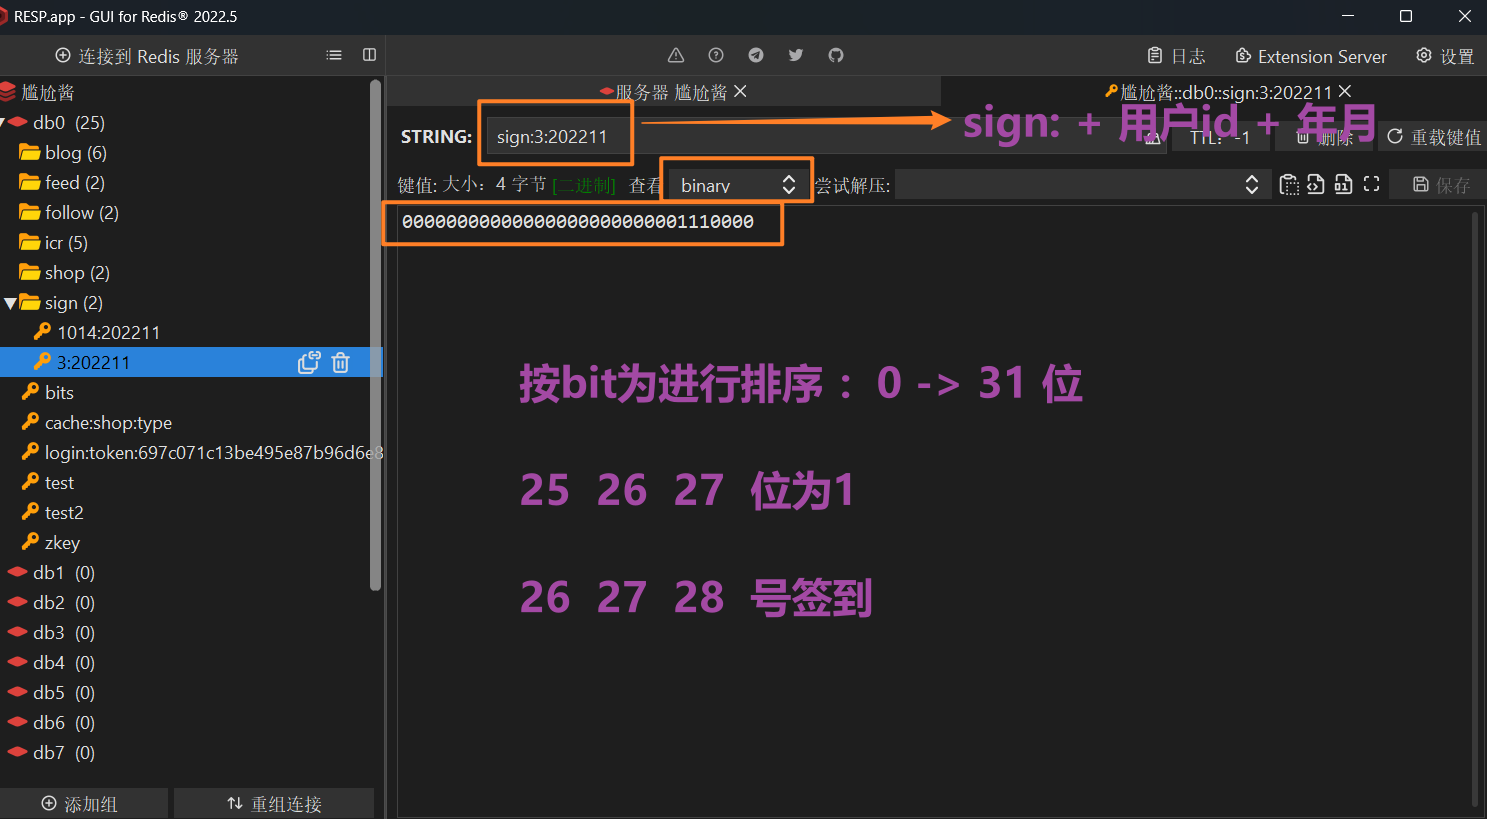 RESP.app - GUI for Redis® 2022.5
连接到 Redis 服务器
日志
Extension Server
设置
尴尬酱
db0 (25)
blog (6)
feed (2)
follow (2)
icr (5)
shop (2)
sign (2)
1014:202211
3:202211
bits
cache:shop:type
login:token:697c071c13be495e87b96d6e8
test
test2
zkey
db1 (0)
db2 (0)
db3 (0)
db4 (0)
db5 (0)
db6 (0)
db7 (0)
添加组
重组连接
服务器 尴尬酱
尴尬酱::db0::sign:3:202211
STRING:
sign:3:202211
sign: + 用户id + 年月
TTL: -1
删除
重载键值
键值: 大小: 4 字节 [二进制] 查看
binary
尝试解压:
保存
00000000000000000000000001110000
按bit为进行排序 : 0 -> 31 位
25 26 27 位为1
26 27 28 号签到